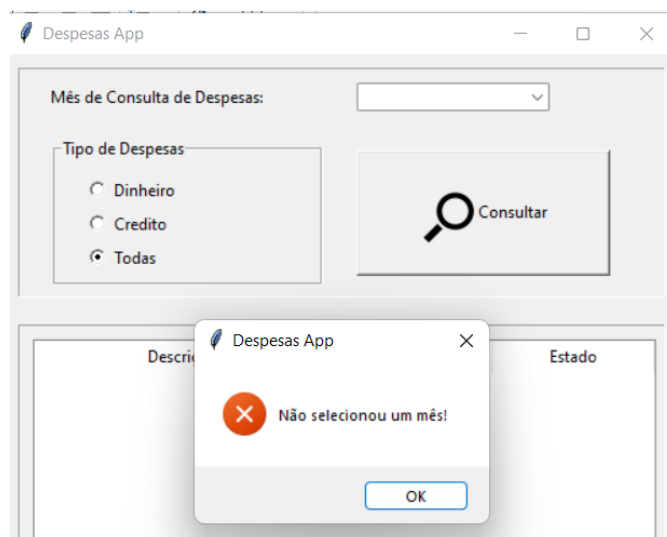 Despesas App
Mês de Consulta de Despesas:
Tipo de Despesas
Dinheiro
Credito
Todas
Consultar
Estado
Despesas App
Não selecionou um mês!
OK